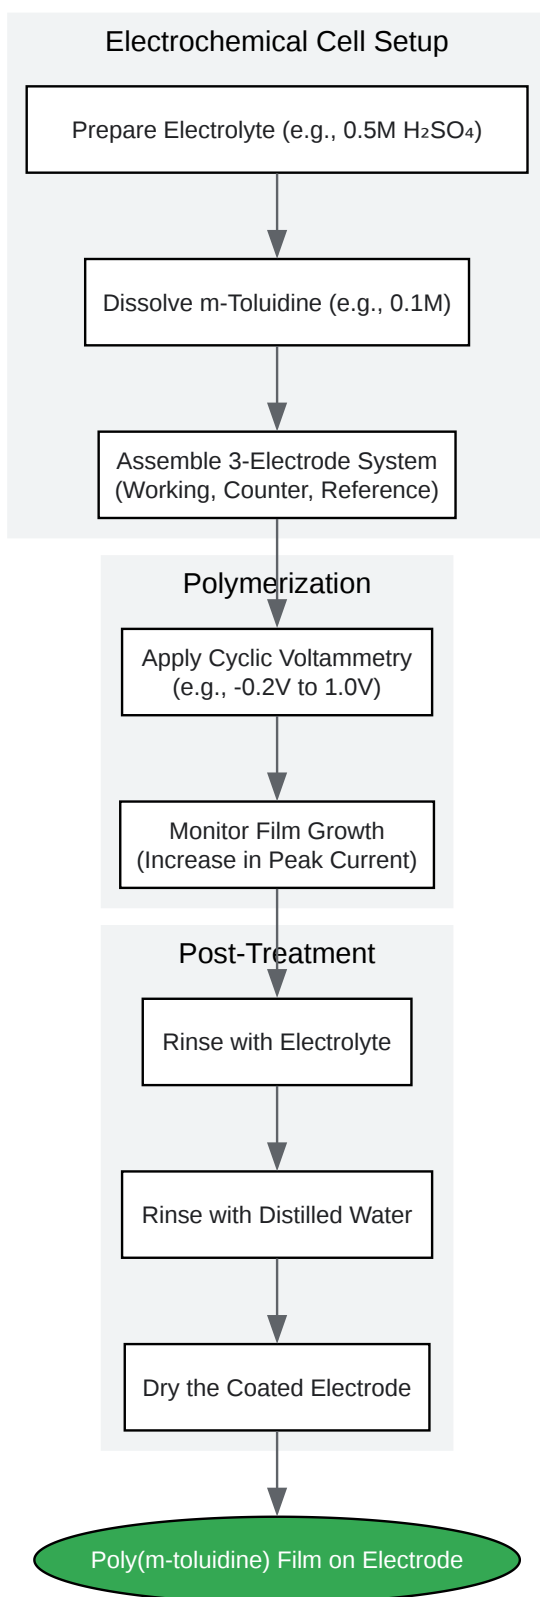 Electrochemical Cell Setup
Prepare Electrolyte (e.g., 0.5M H₂SO₄)
Dissolve m-Toluidine (e.g., 0.1M)
Assemble 3-Electrode System
(Working, Counter, Reference)
Polymerization
Apply Cyclic Voltammetry
(e.g., -0.2V to 1.0V)
Monitor Film Growth
(Increase in Peak Current)
Post-Treatment
Rinse with Electrolyte
Rinse with Distilled Water
Dry the Coated Electrode
Poly(m-toluidine) Film on Electrode